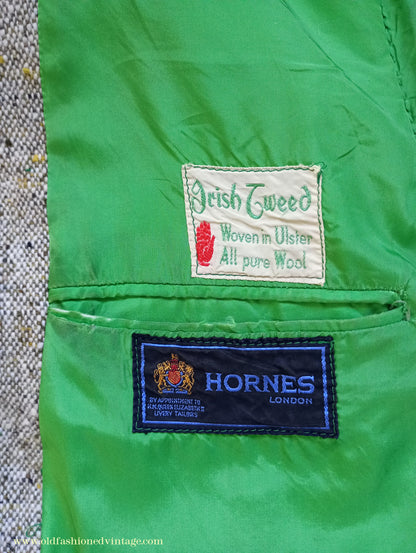 Irish Tweed
Woven in Ulster
All pure Wool
HORNES
LONDON
BY APPOINTMENT TO
H.M. QUEEN ELIZABETH II
LIVERY TAILORS
www.oldfashionedvintage.com